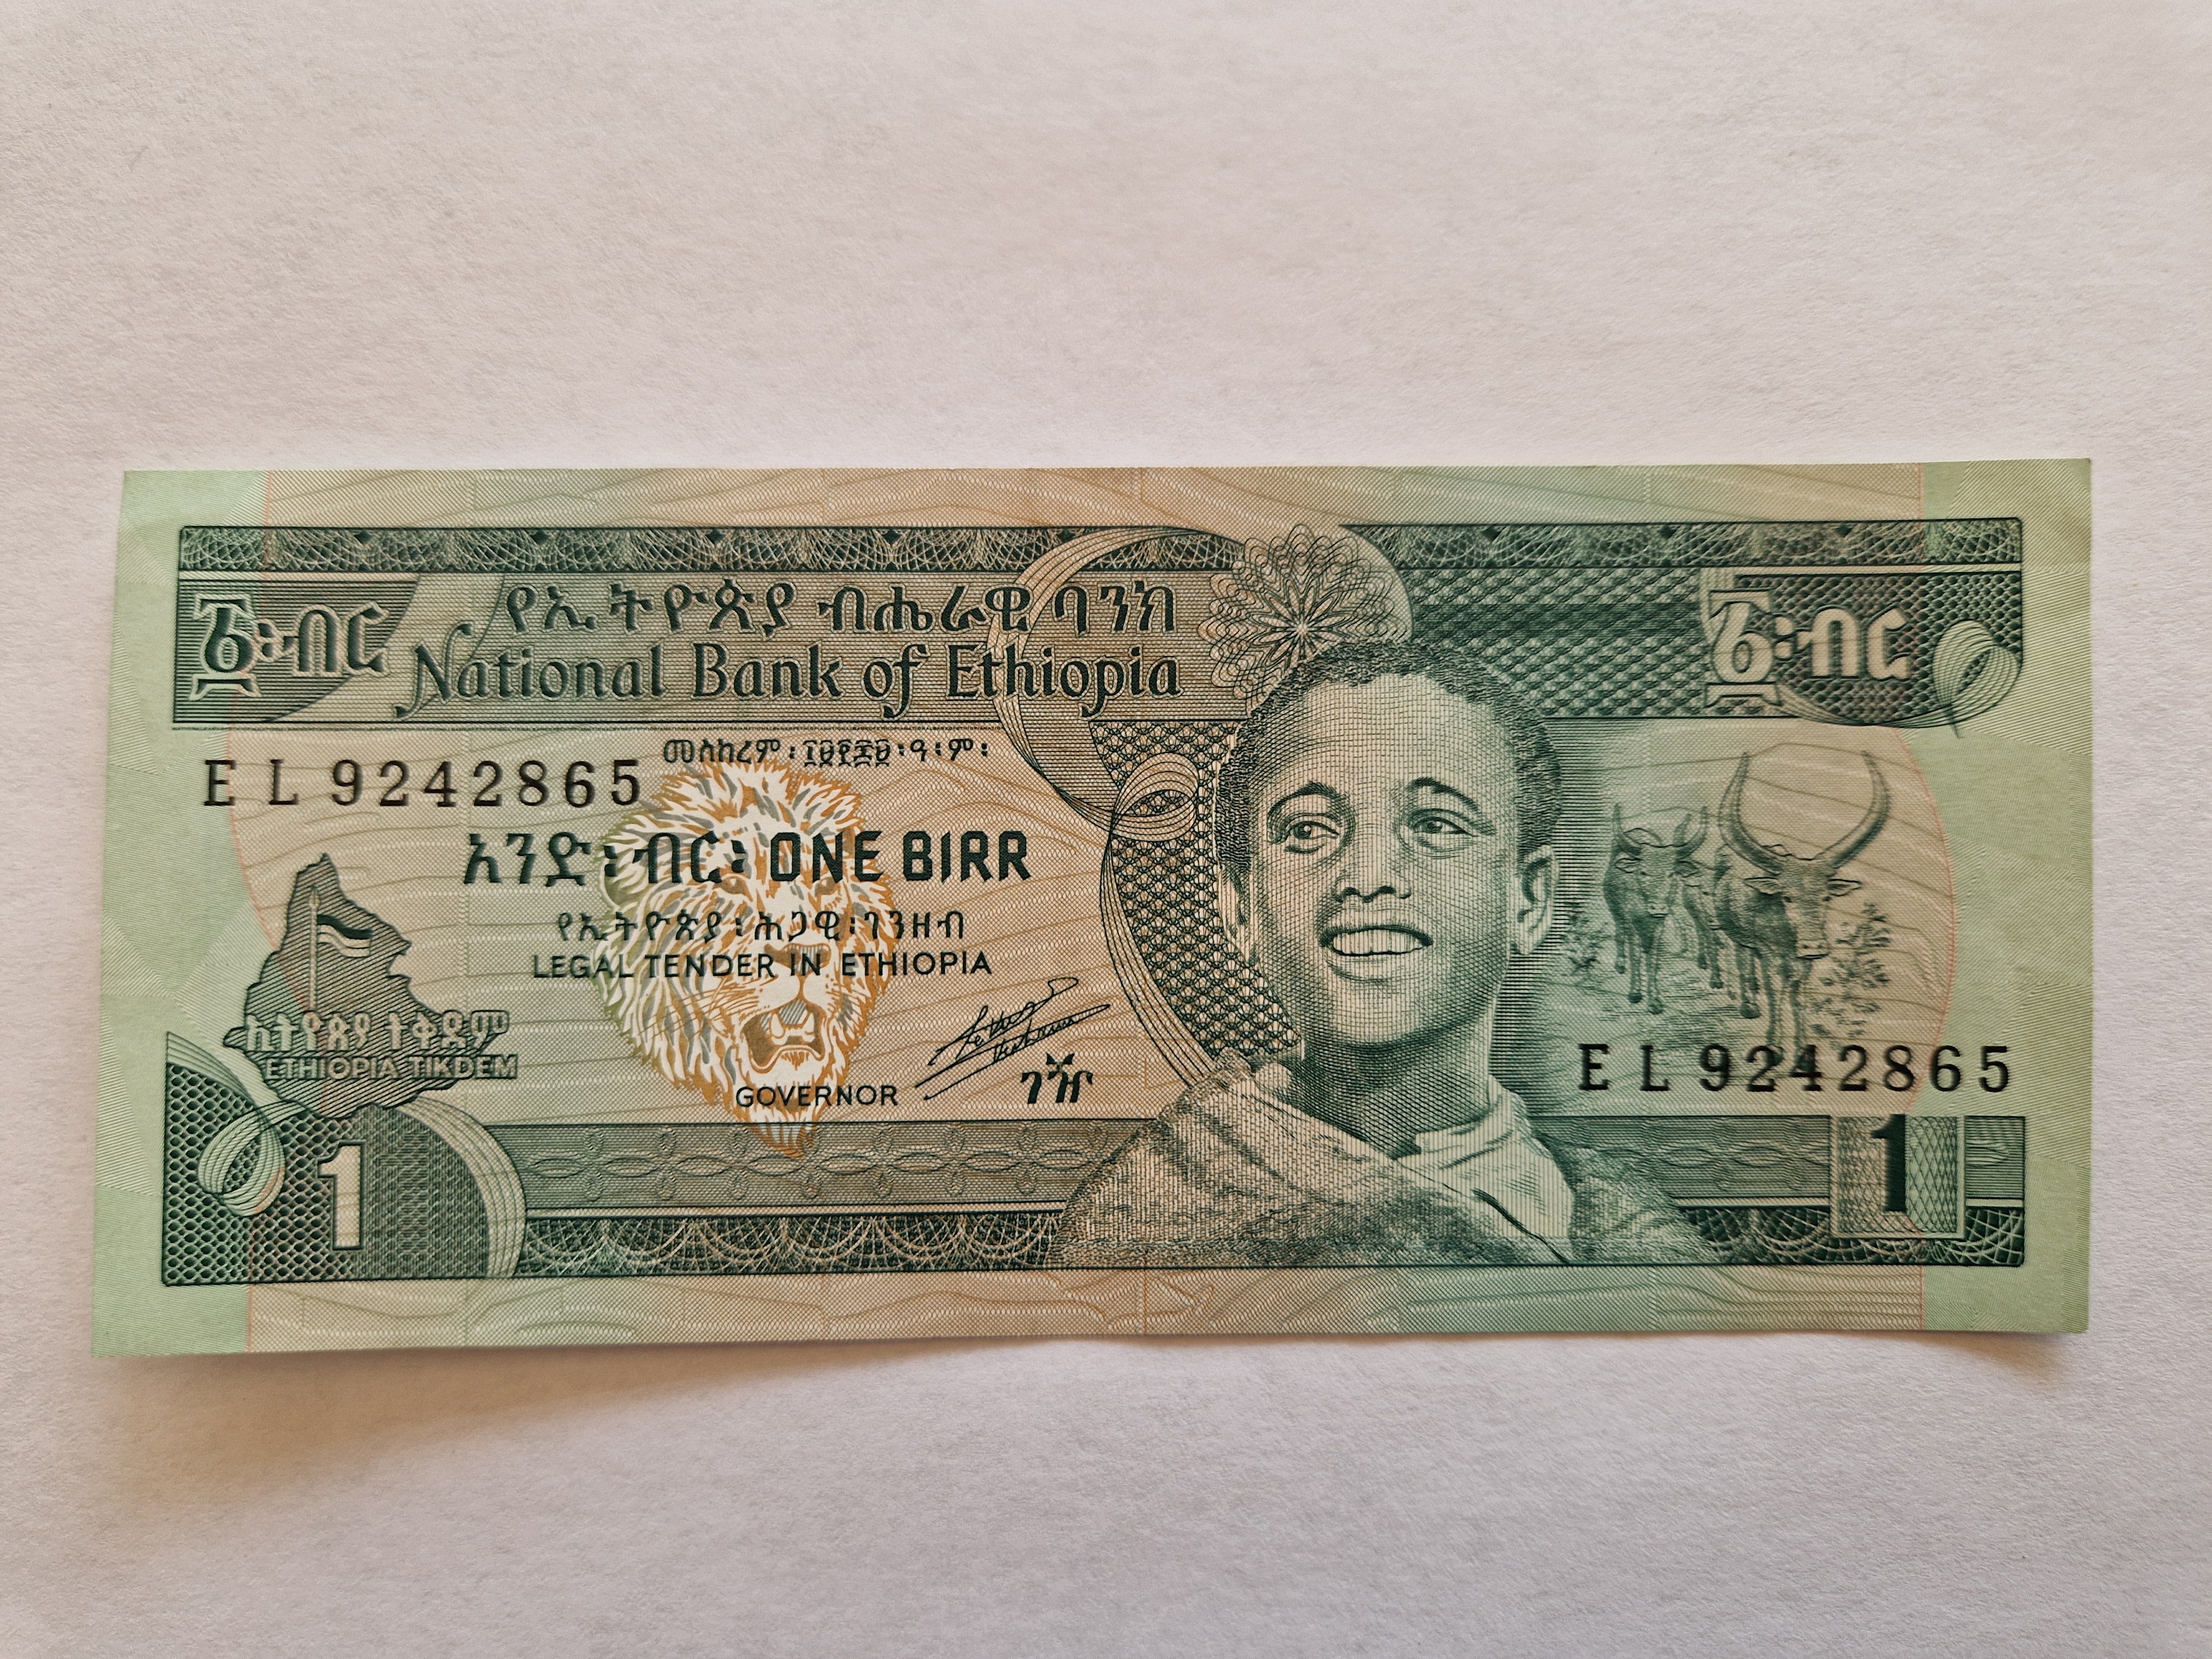 ፩፡ብር
የኢትዮጵያ ብሔራዊ ባንክ
፩፡ብር
National Bank of Ethiopia
መስከረም፡፲፱፻፷፱፡ዓ፡ም፡
EL 9242865
አንድ፡ብር፡ ONE BIRR
የኢትዮጵያ፡ሕጋዊ፡ገንዘብ
LEGAL TENDER IN ETHIOPIA
ኢትዮጵያ ትቅደም
ETHIOPIA TIKDEM
GOVERNOR
ገዥ
EL 9242865
1
1